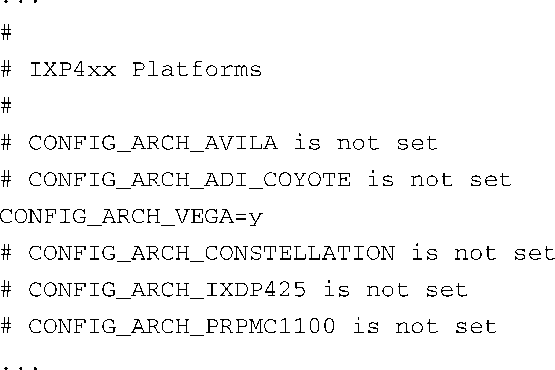 ...
#
# IXP4xx Platforms
#
# CONFIG_ARCH_AVILA is not set
# CONFIG_ARCH_ADI_COYOTE is not set
CONFIG_ARCH_VEGA=y
# CONFIG_ARCH_CONSTELLATION is not set
# CONFIG_ARCH_IXDP425 is not set
# CONFIG_ARCH_PRPMC1100 is not set
...